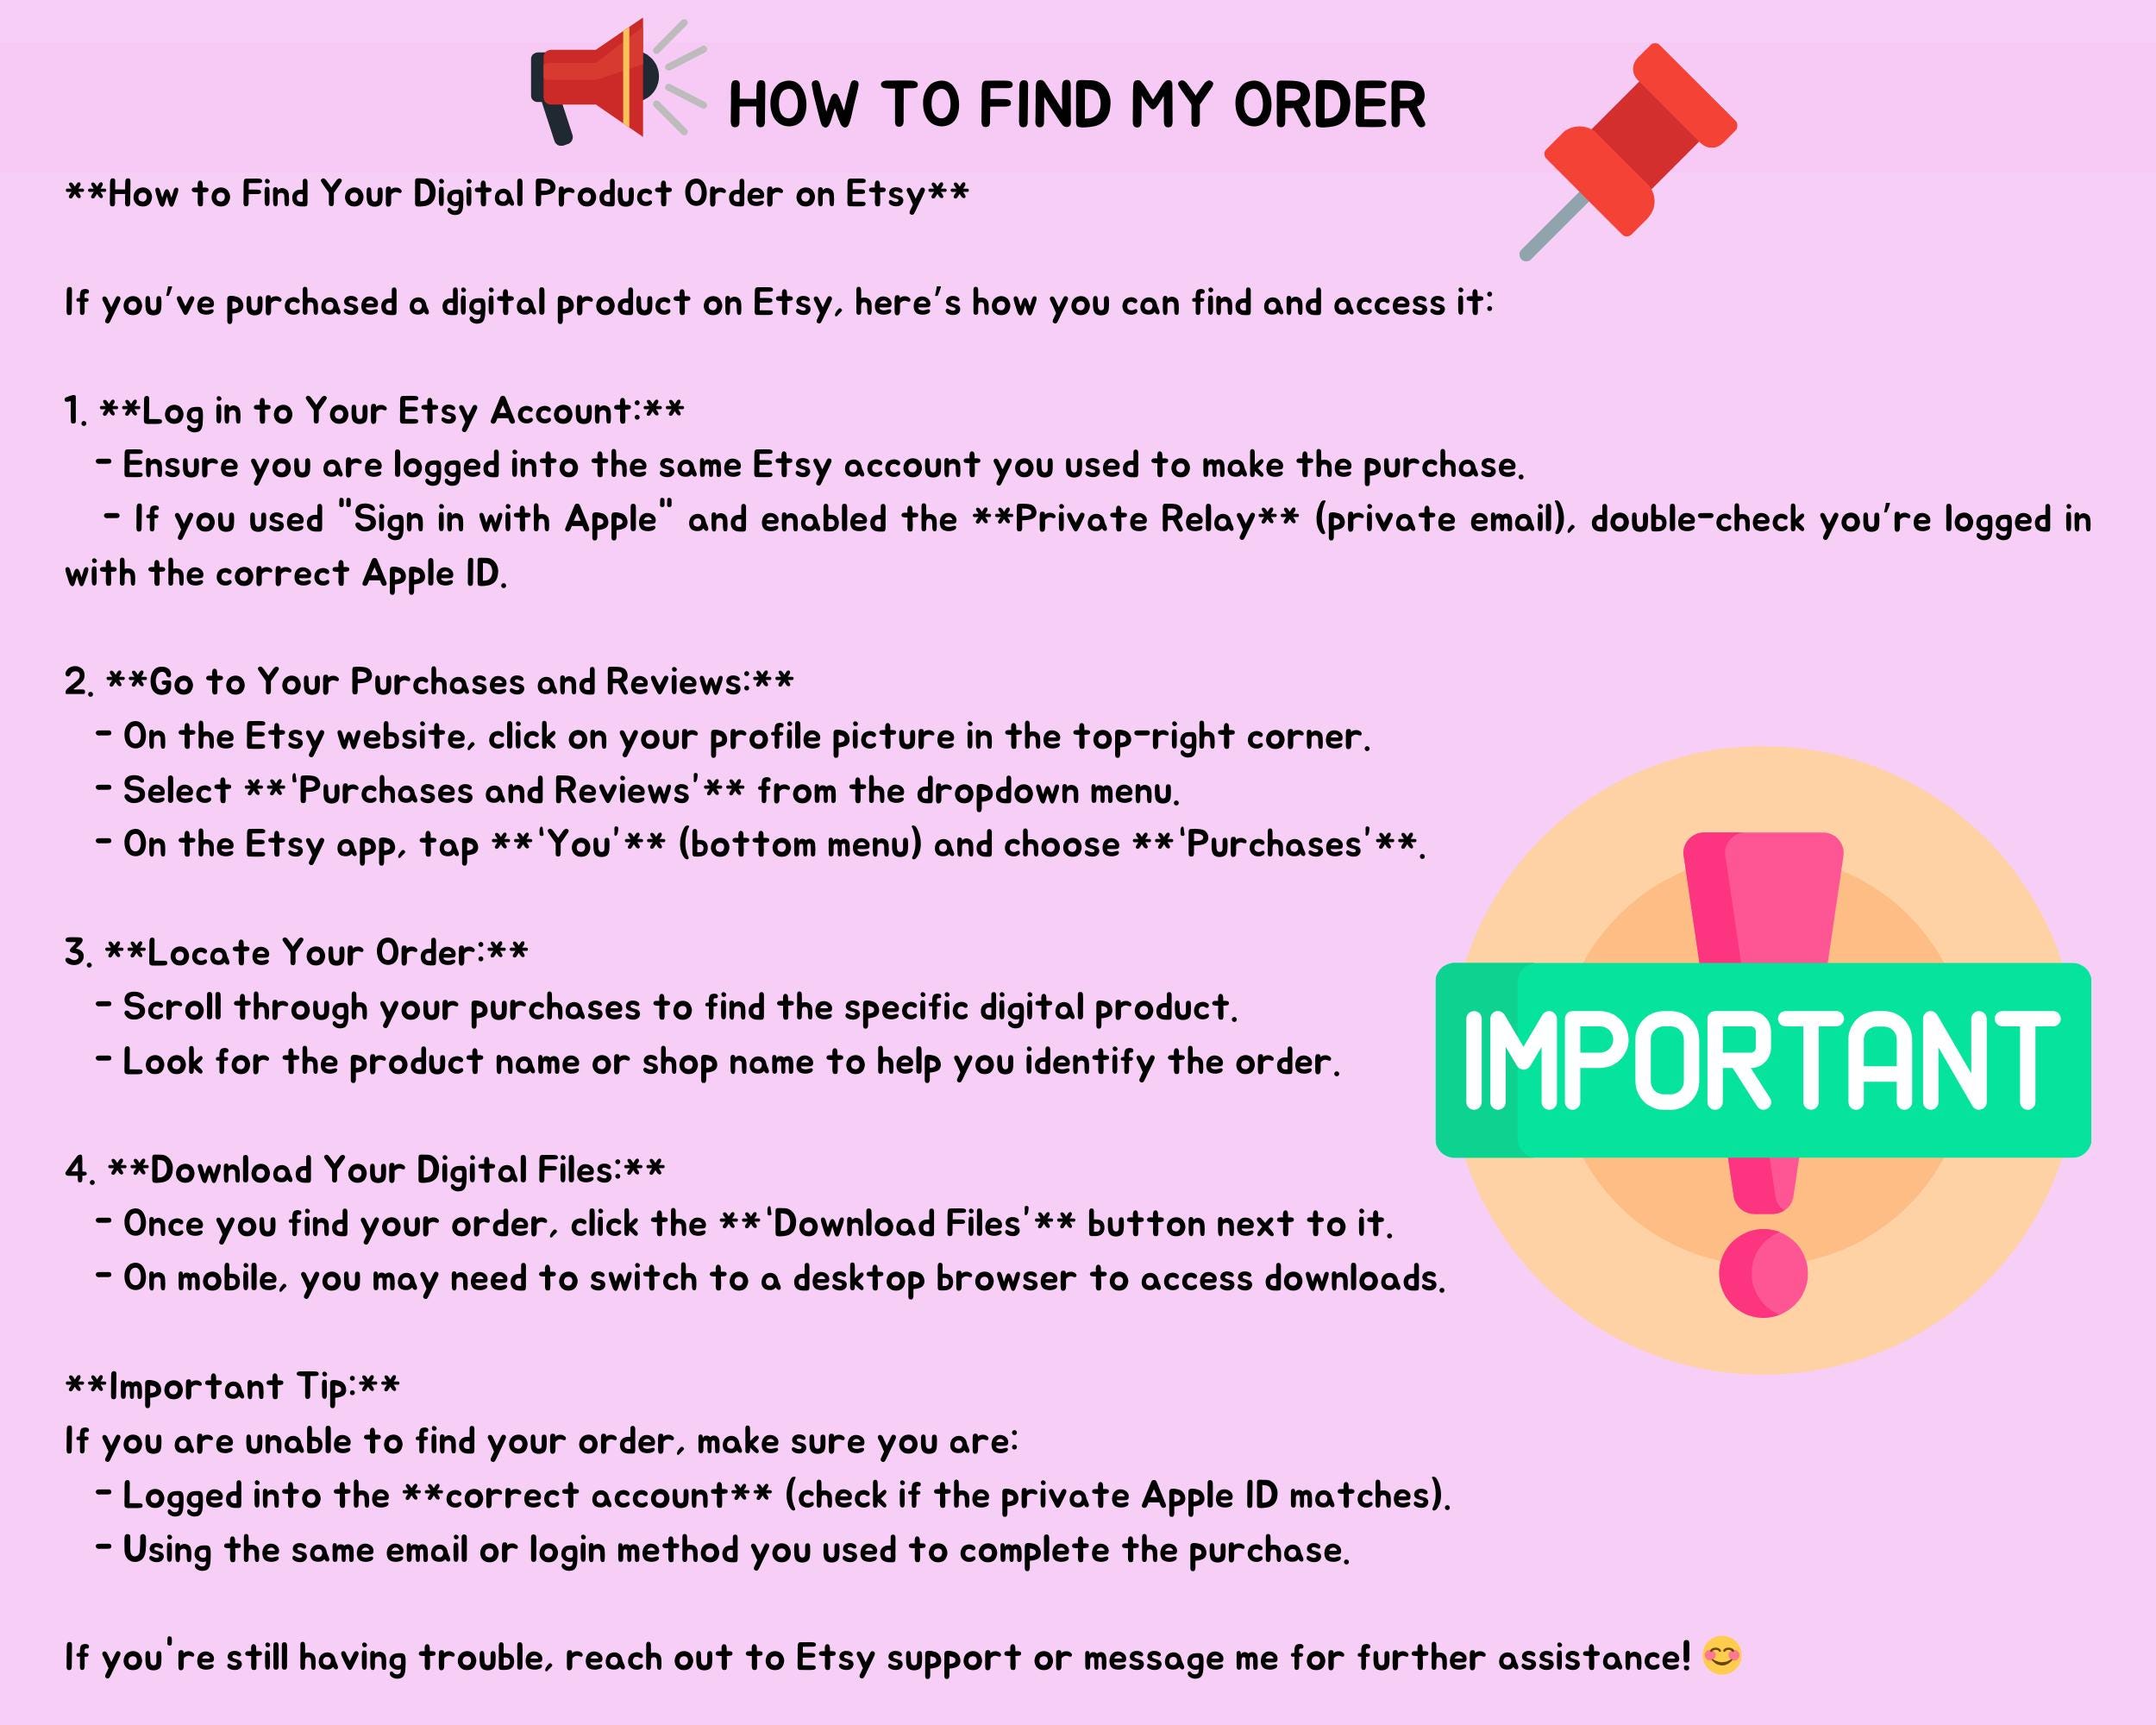 HOW TO FIND MY ORDER
**How to Find Your Digital Product Order on Etsy**
If you've purchased a digital product on Etsy, here's how you can find and access it:
1. **Log in to Your Etsy Account:**
- Ensure you are logged into the same Etsy account you used to make the purchase.
- If you used "Sign in with Apple" and enabled the **Private Relay** (private email), double-check you're logged in
with the correct Apple ID.
2. **Go to Your Purchases and Reviews:**
- On the Etsy website, click on your profile picture in the top-right corner.
- Select **'Purchases and Reviews'** from the dropdown menu.
- On the Etsy app, tap **'You'** (bottom menu) and choose **'Purchases'**.
3. **Locate Your Order:**
- Scroll through your purchases to find the specific digital product.
- Look for the product name or shop name to help you identify the order.
IMPORTANT
4. **Download Your Digital Files:**
- Once you find your order, click the **'Download Files'** button next to it.
- On mobile, you may need to switch to a desktop browser to access downloads.
**Important Tip:**
If you are unable to find your order, make sure you are:
- Logged into the **correct account** (check if the private Apple ID matches).
- Using the same email or login method you used to complete the purchase.
If you're still having trouble, reach out to Etsy support or message me for further assistance! 😊